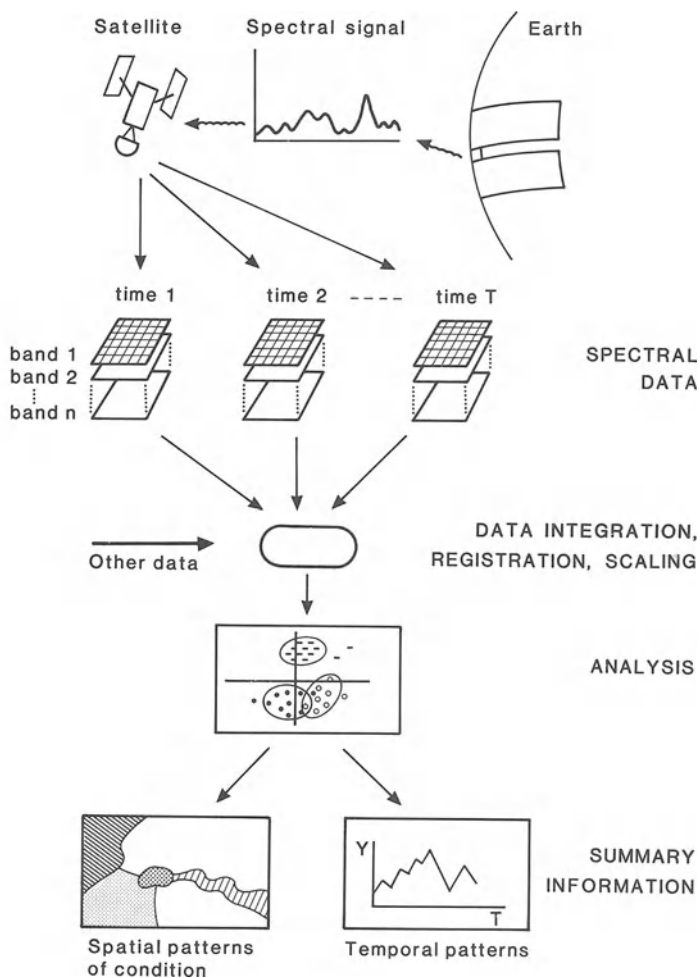 Satellite
Spectral signal
Earth
time 1
time 2
time T
band 1
band 2
band n
SPECTRAL
DATA
Other data
DATA INTEGRATION,
REGISTRATION, SCALING
ANALYSIS
Y
T
SUMMARY
INFORMATION
Spatial patterns
of condition
Temporal patterns